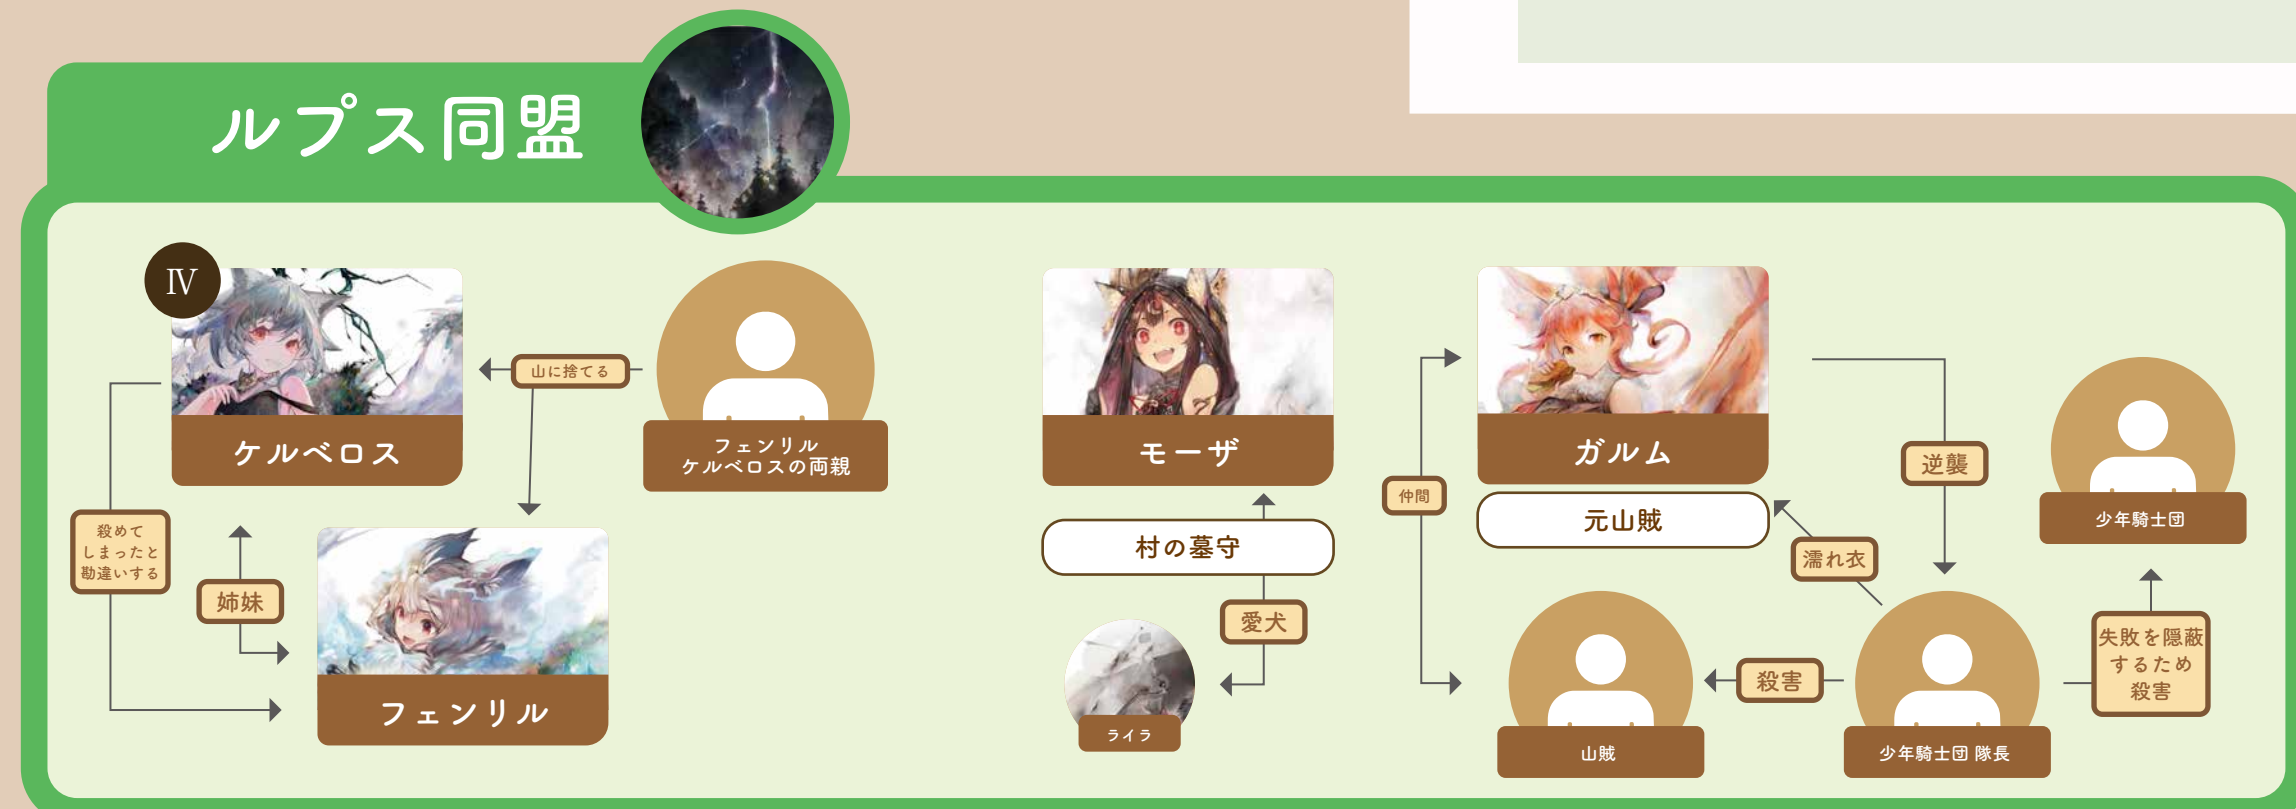 ルプス同盟
Ⅳ
ケルベロス
山に捨てる
フェンリル
ケルベロスの両親
殺めて
しまったと
勘違いする
姉妹
フェンリル
モーザ
村の墓守
愛犬
ライラ
仲間
ガルム
元山賊
逆襲
濡れ衣
少年騎士団
山賊
殺害
少年騎士団 隊長
失敗を隠蔽
するため
殺害